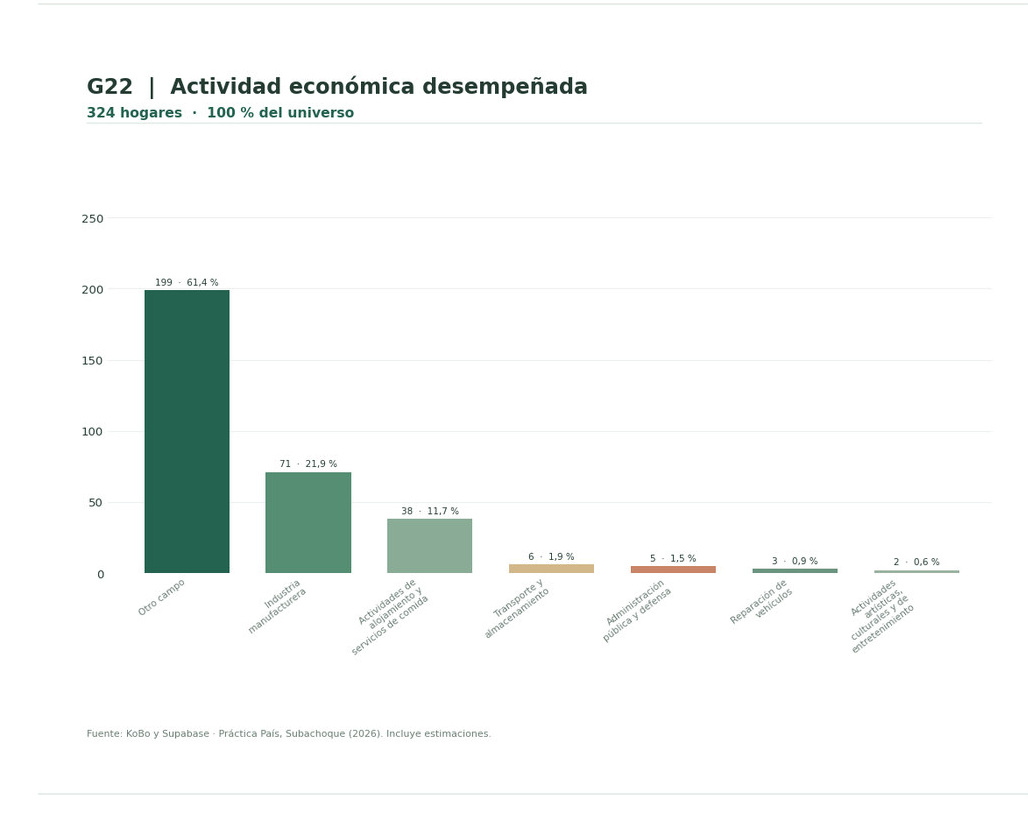 G22 | Actividad económica desempeñada
324 hogares · 100 % del universo
250
200
150
100
50
0
199 · 61,4 %
71 · 21,9 %
38 · 11,7 %
6 · 1,9 %
5 · 1,5 %
3 · 0,9 %
2 · 0,6 %
Otro campo
Industria
manufacturera
Actividades de
alojamiento y
servicios de comida
Transporte y
almacenamiento
Administración
pública y defensa
Reparación de
vehículos
Actividades
artísticas,
culturales y de
entretenimiento
Fuente: KoBo y Supabase · Práctica País, Subachoque (2026). Incluye estimaciones.